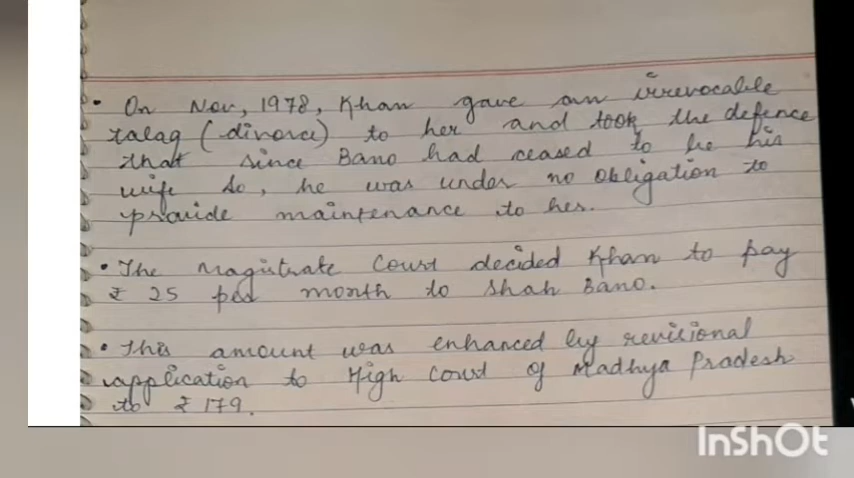 • On Nov, 1978, Khan gave an irrevocable
talaq (divorce) to her and took the defence
that since Bano had ceased to be his
wife so, he was under no obligation to
provide maintenance to her.
• The Magistrate Court decided Khan to pay
₹ 25 per month to Shah Bano.
• This amount was enhanced by revisional
application to High Court of Madhya Pradesh
to ₹ 179.
InShOt